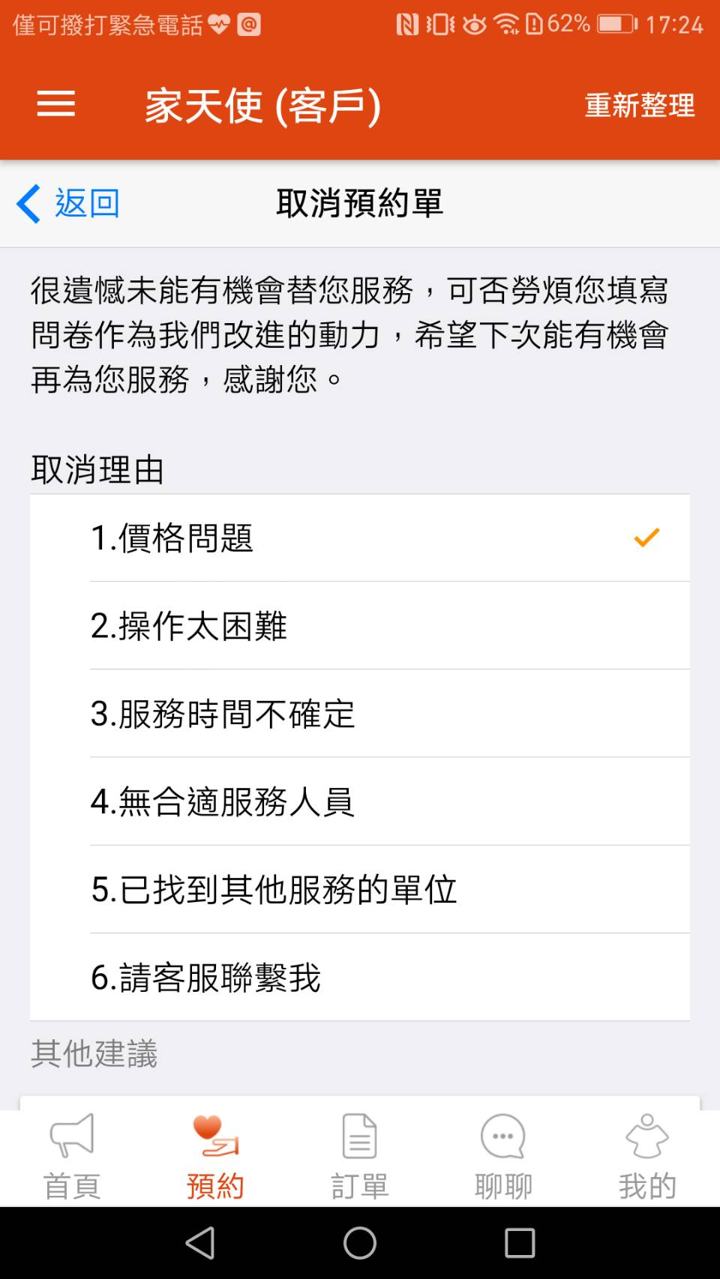 僅可撥打緊急電話 62% 17:24
家天使 (客戶) 重新整理
返回 取消預約單
很遺憾未能有機會替您服務，可否勞煩您填寫
問卷作為我們改進的動力，希望下次能有機會
再為您服務，感謝您。
取消理由
1.價格問題
2.操作太困難
3.服務時間不確定
4.無合適服務人員
5.已找到其他服務的單位
6.請客服聯繫我
其他建議
首頁 預約 訂單 聊聊 我的